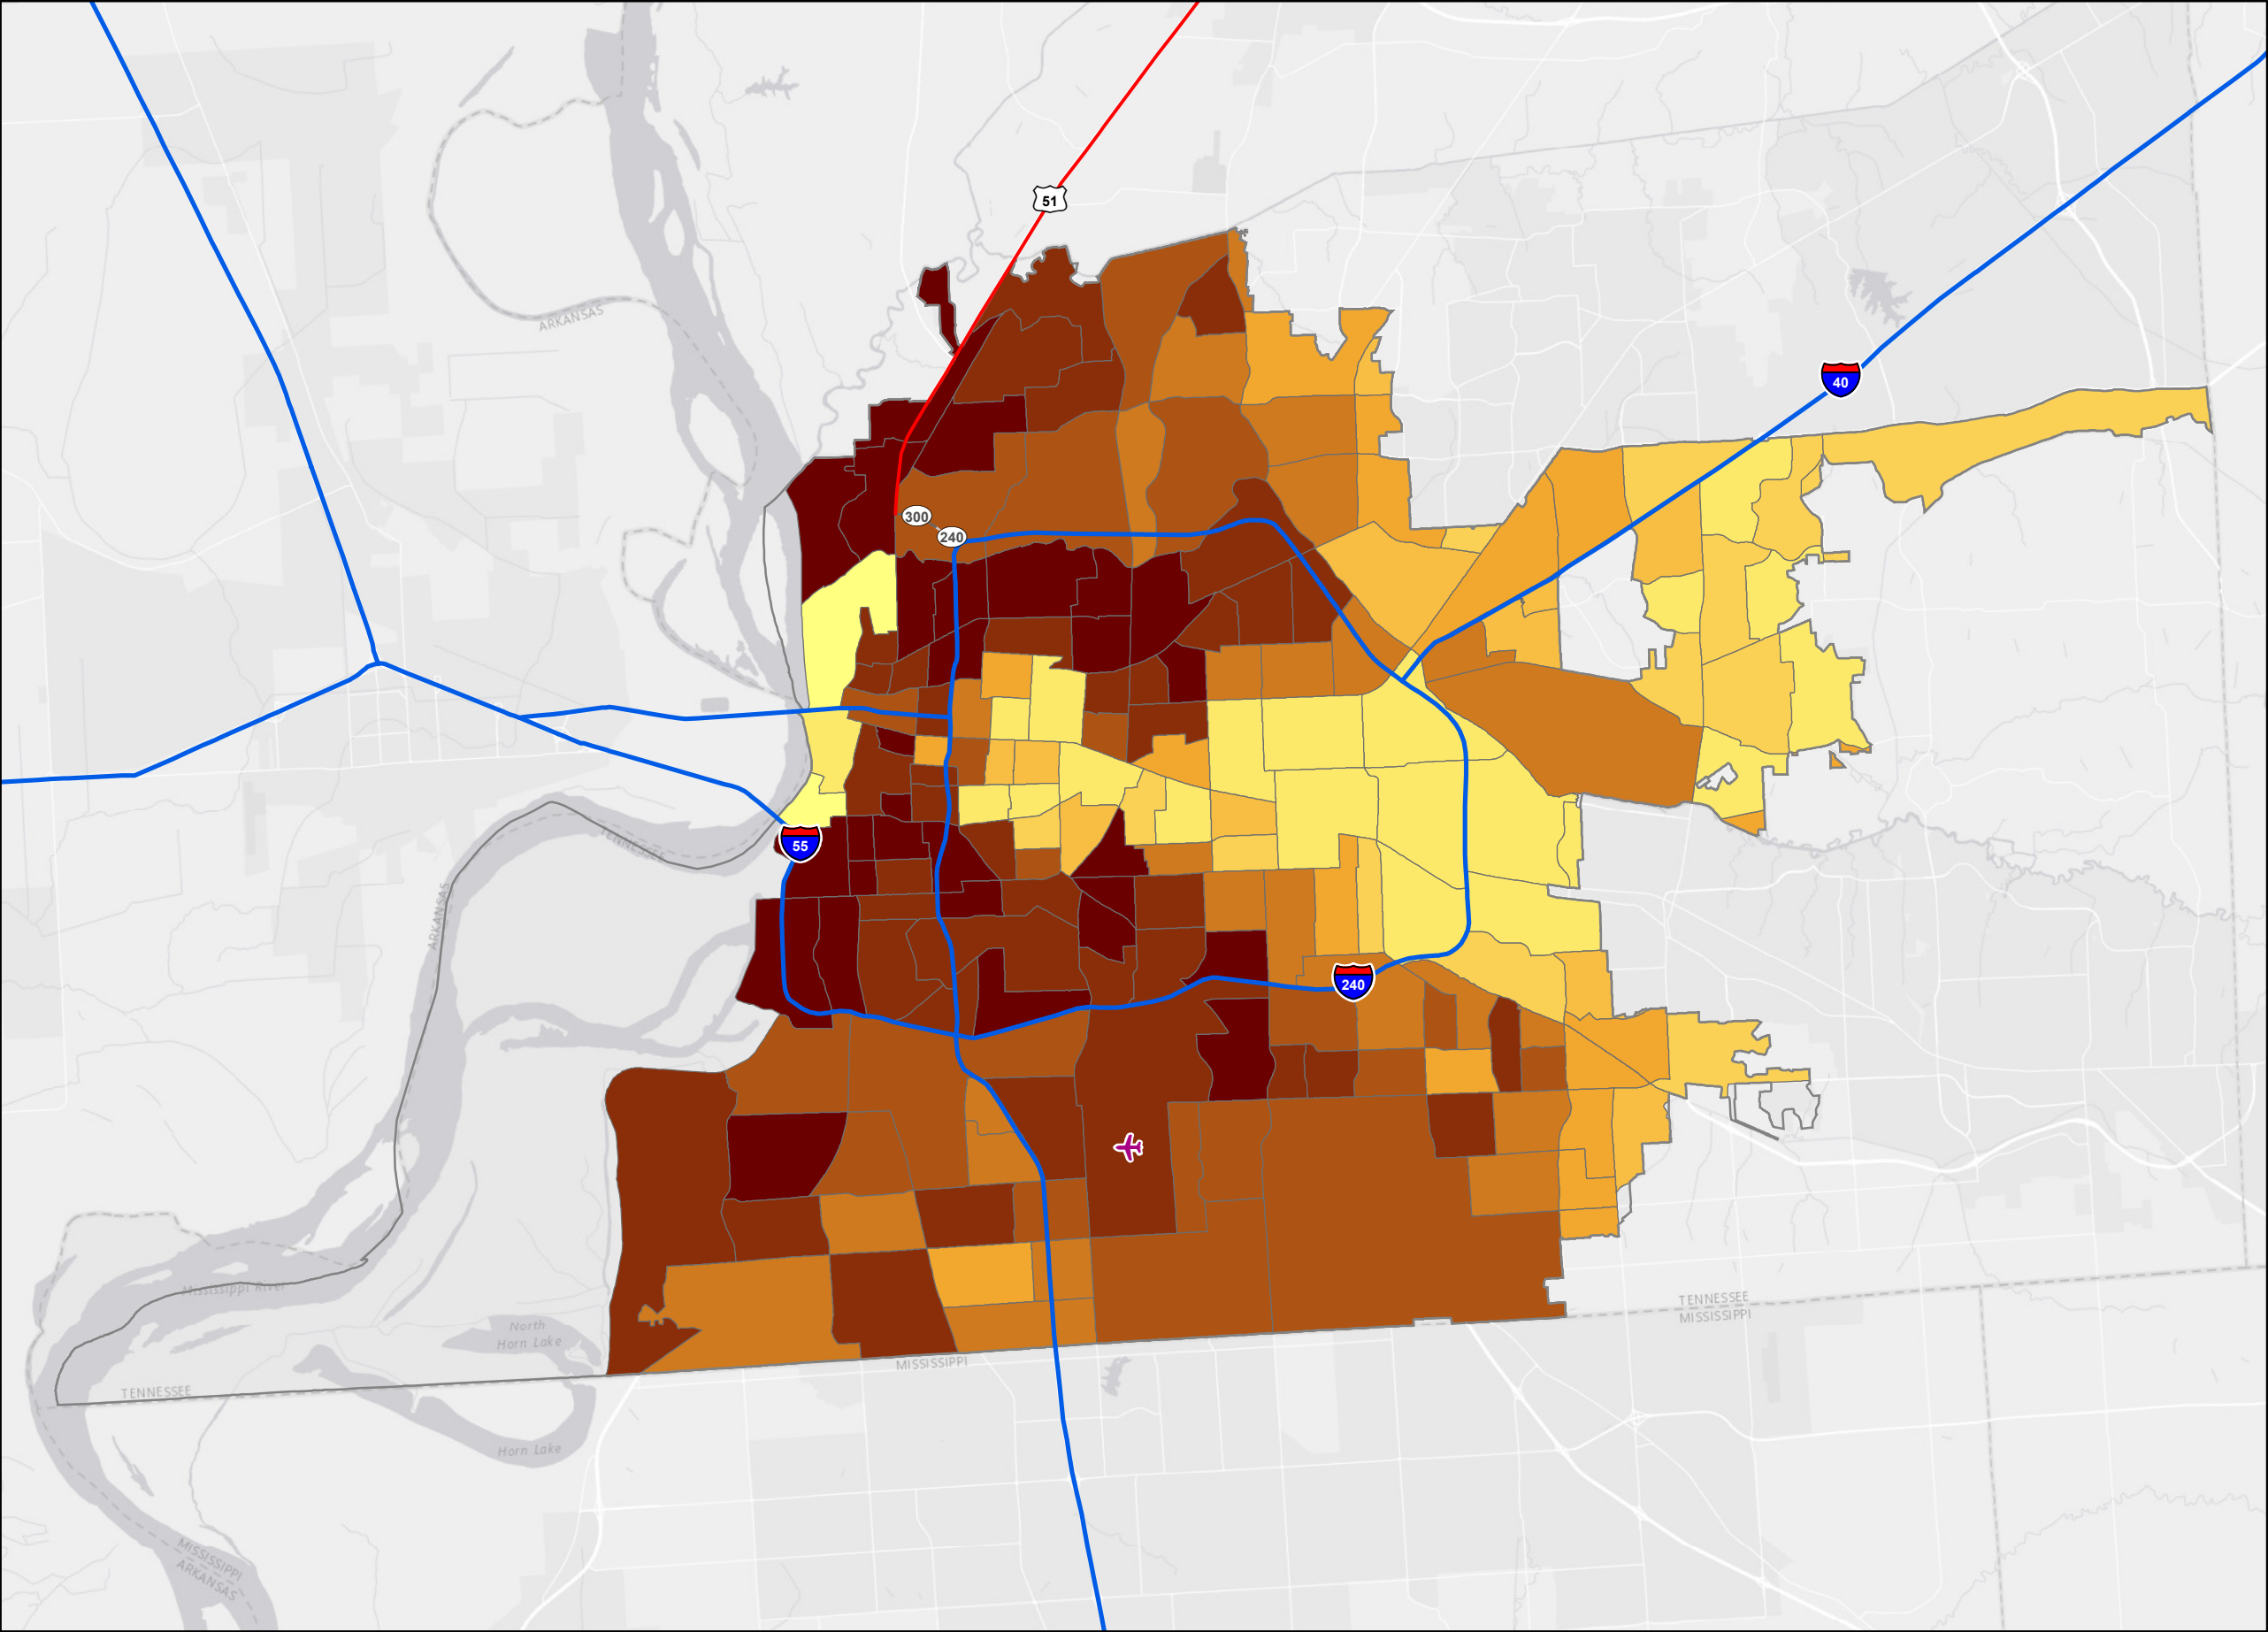 51
ARKANSAS
40
300
240
55
TENNESSEE
ARKANSAS
240
Mississippi River
TENNESSEE
MISSISSIPPI
North
Horn Lake
MISSISSIPPI
TENNESSEE
Horn Lake
MISSISSIPPI
ARKANSAS